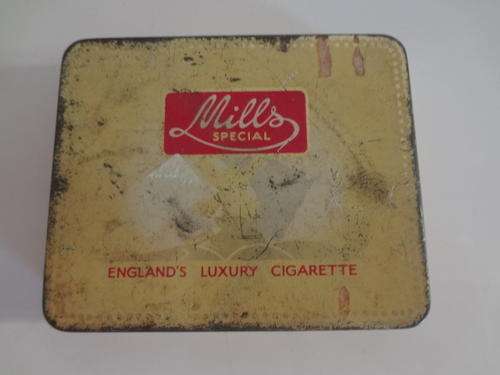 Mills
SPECIAL
ENGLAND'S LUXURY CIGARETTE